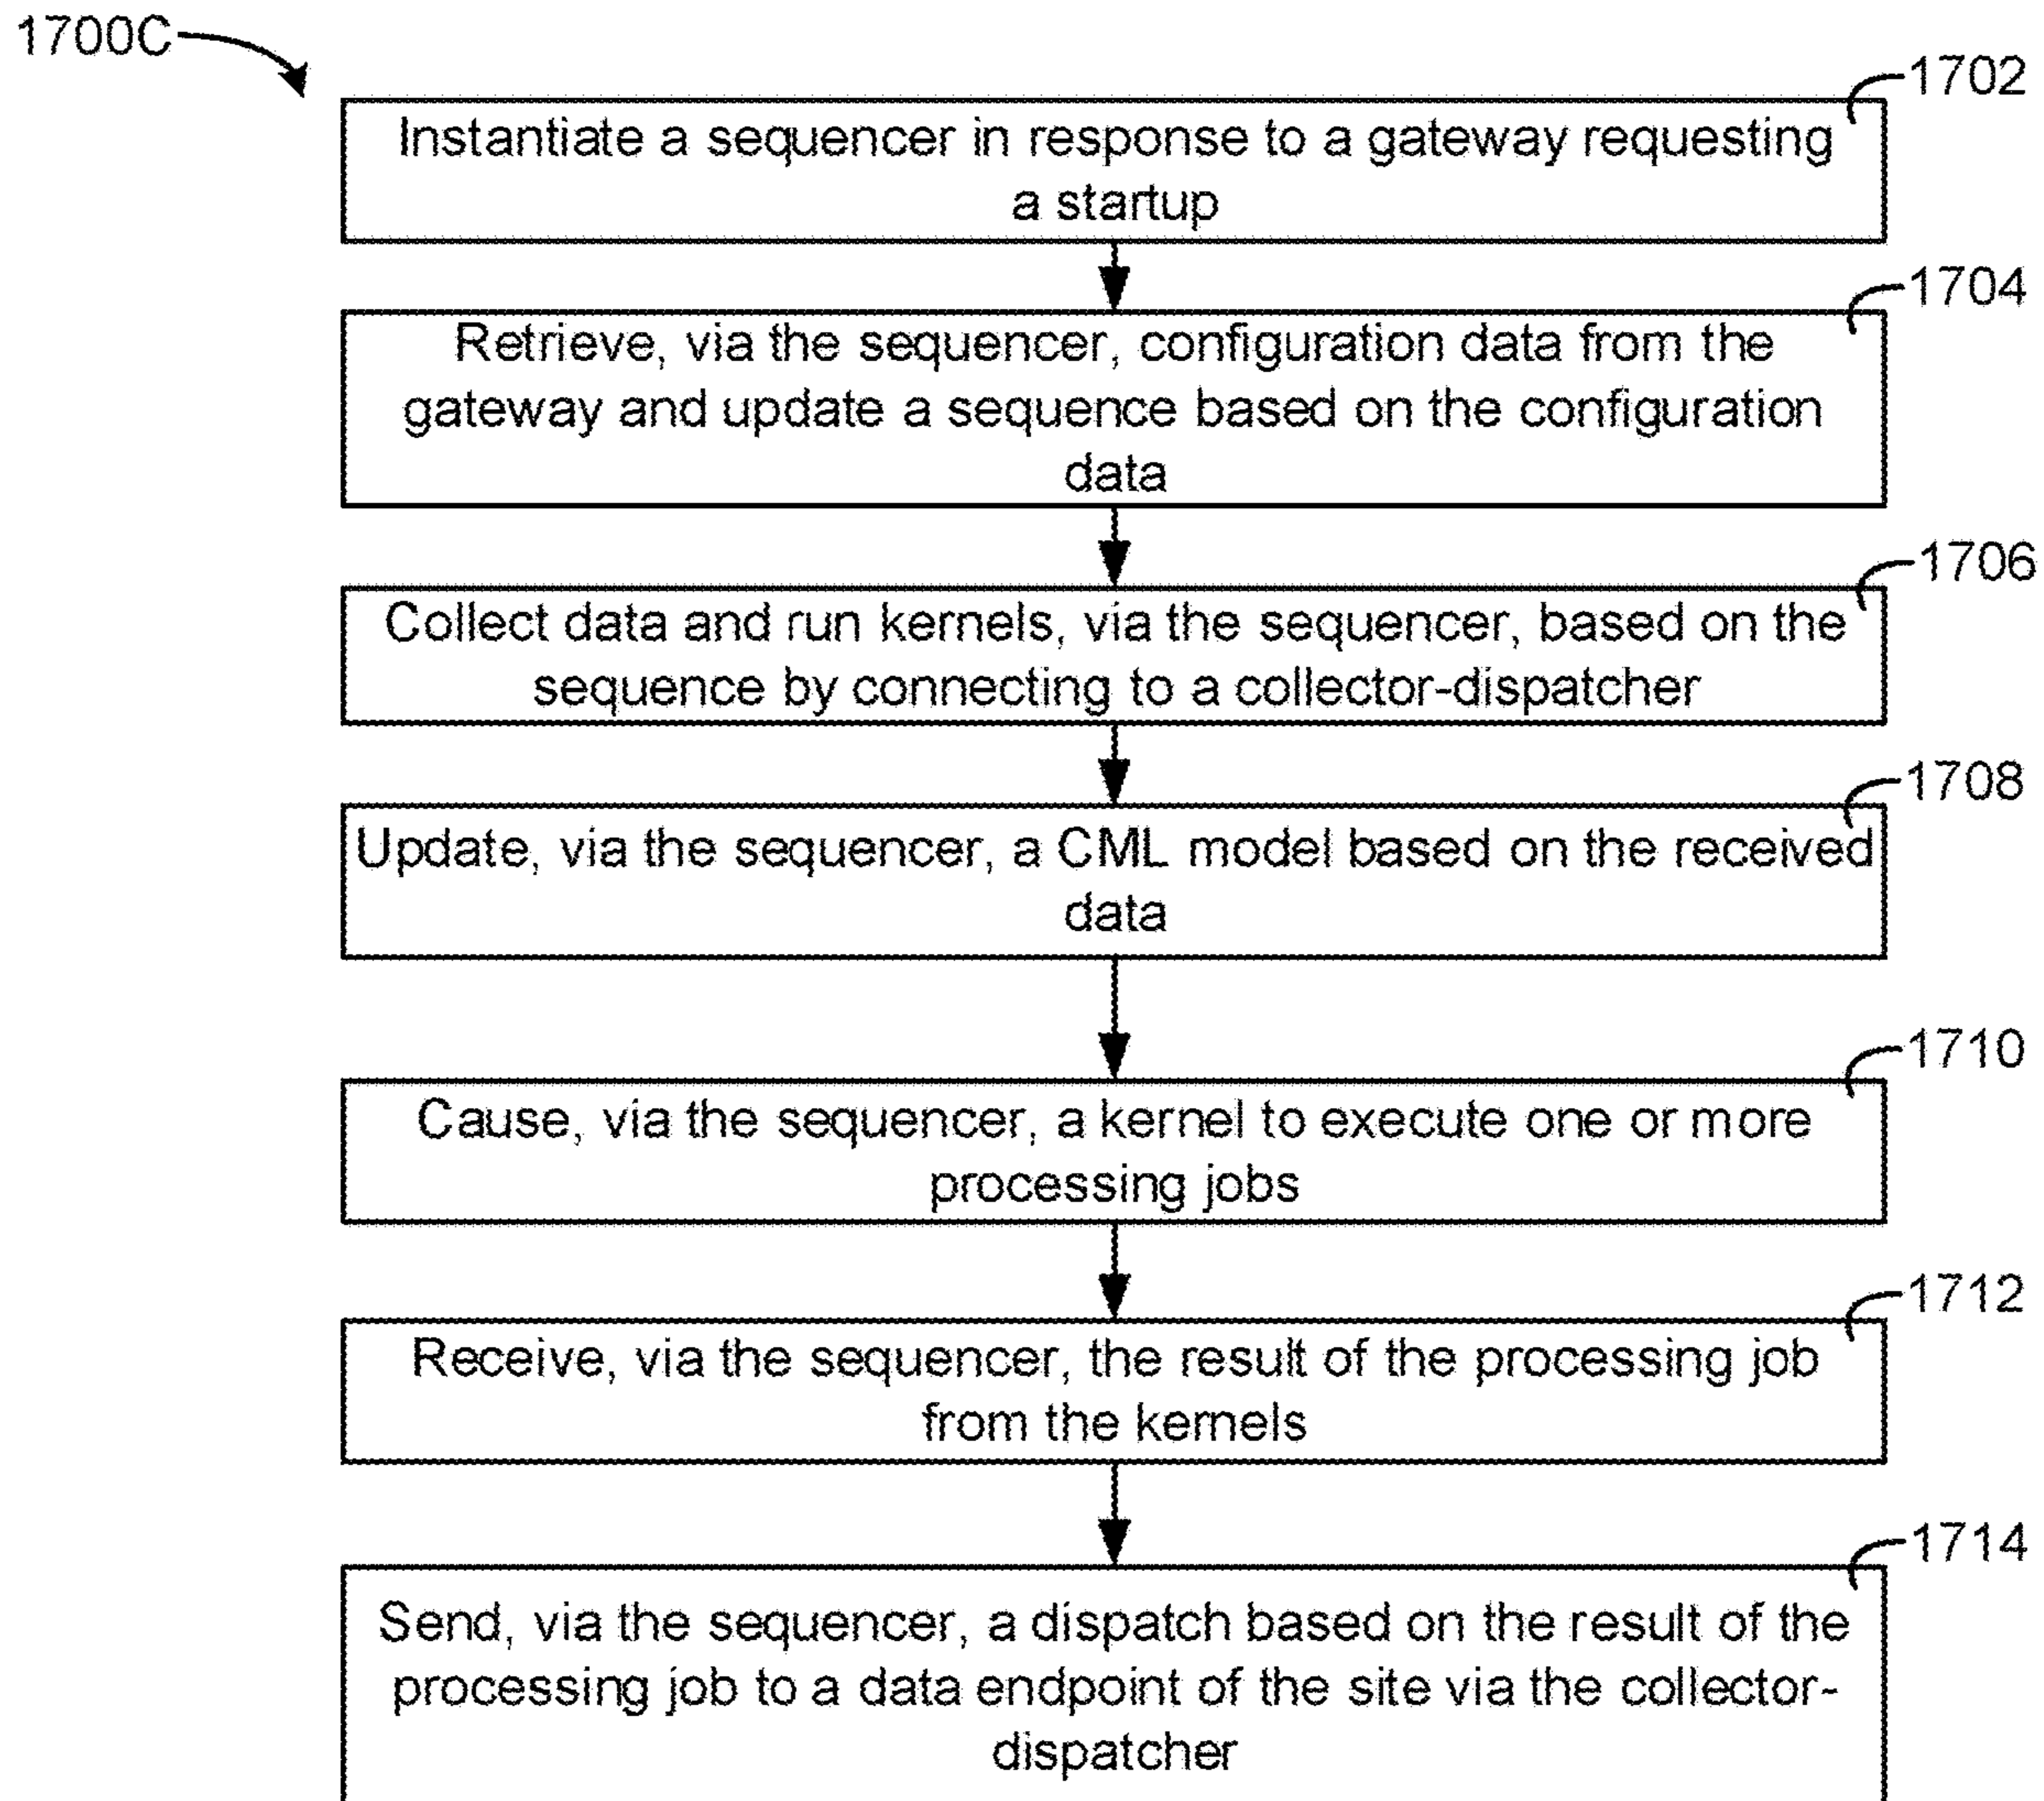 1700C
1702
Instantiate a sequencer in response to a gateway requesting
a startup
1704
Retrieve, via the sequencer, configuration data from the
gateway and update a sequence based on the configuration
data
1706
Collect data and run kernels, via the sequencer, based on the
sequence by connecting to a collector-dispatcher
1708
Update, via the sequencer, a CML model based on the received
data
1710
Cause, via the sequencer, a kernel to execute one or more
processing jobs
1712
Receive, via the sequencer, the result of the processing job
from the kernels
1714
Send, via the sequencer, a dispatch based on the result of the
processing job to a data endpoint of the site via the collector-
dispatcher